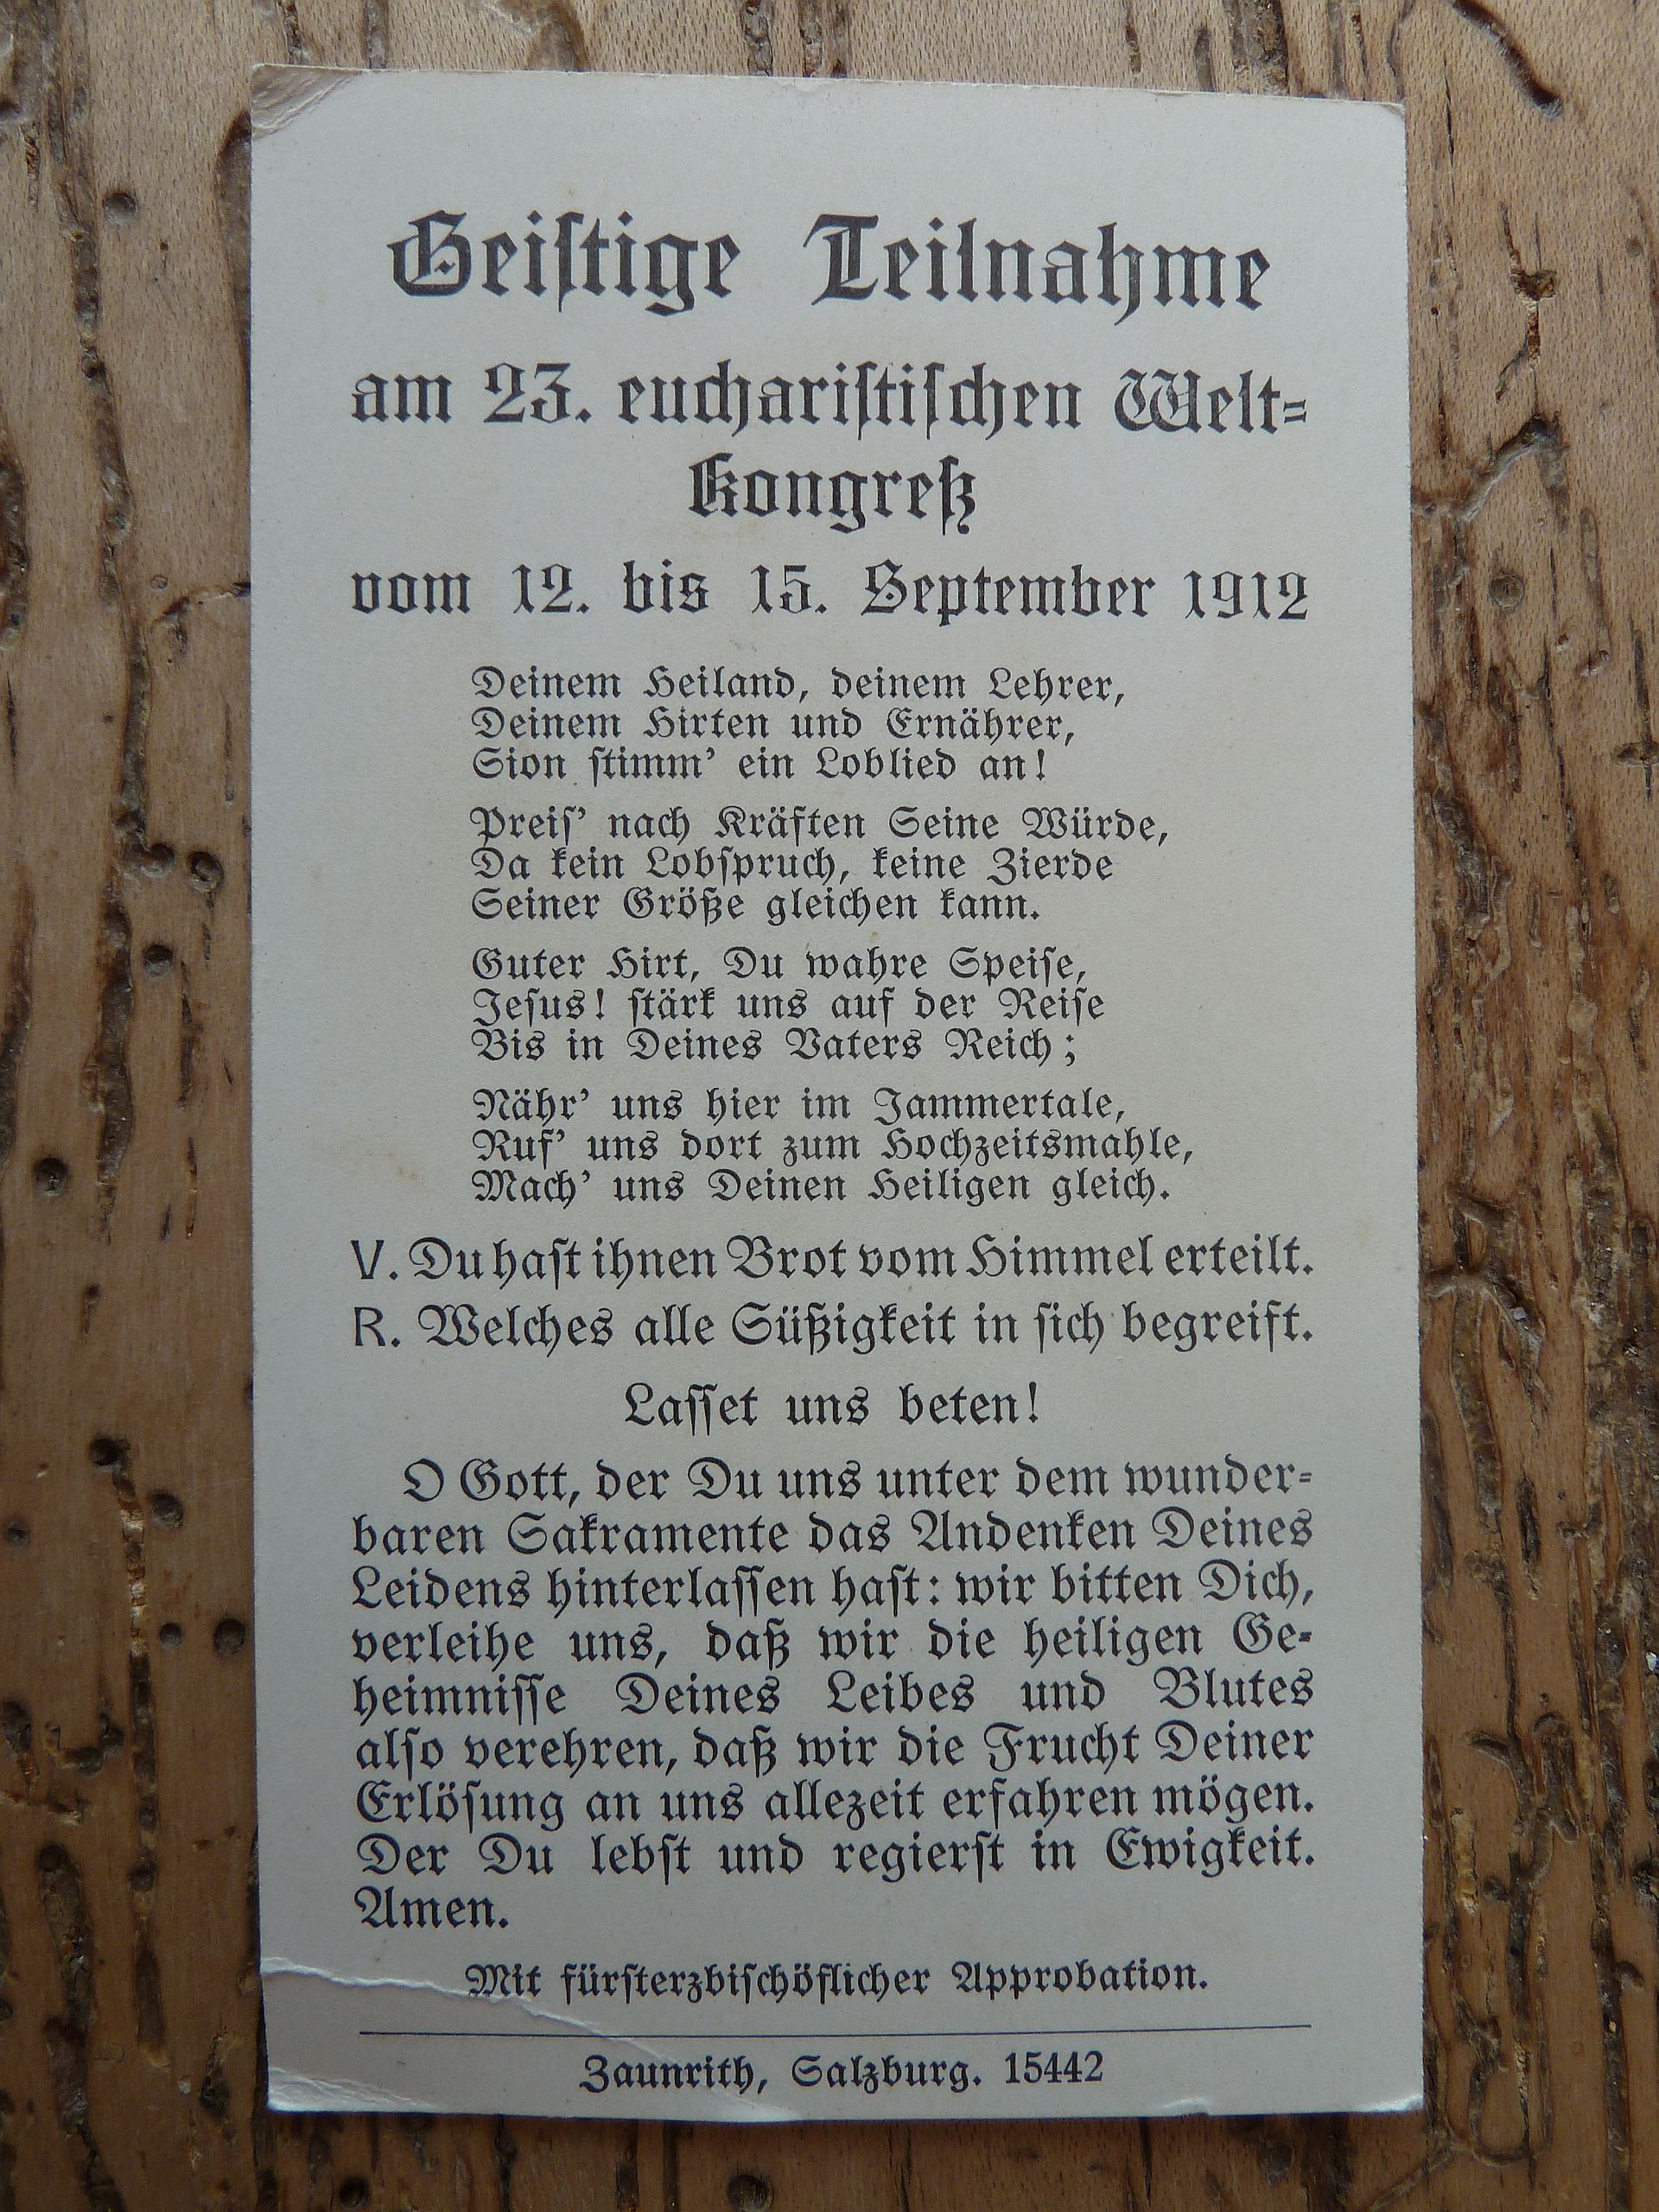 Geiſtige Teilnahme
am 23. euchariſtiſchen Welt-
Kongreß
vom 12. bis 15. September 1912
Deinem Heiland, deinem Lehrer,
Deinem Hirten und Ernährer,
Sion ſtimm’ ein Loblied an!
Preiſ’ nach Kräften Seine Würde,
Da kein Lobſpruch, keine Zierde
Seiner Größe gleichen kann.
Guter Hirt, Du wahre Speiſe,
Jeſus! ſtärk uns auf der Reiſe
Bis in Deines Vaters Reich;
Nähr’ uns hier im Jammertale,
Ruf’ uns dort zum Hochzeitsmahle,
Mach’ uns Deinen Heiligen gleich.
V. Du haſt ihnen Brot vom Himmel erteilt.
R. Welches alle Süßigkeit in ſich begreift.
Laſſet uns beten!
O Gott, der Du uns unter dem wunder-
baren Sakramente das Andenken Deines
Leidens hinterlaſſen haſt: wir bitten Dich,
verleihe uns, daß wir die heiligen Ge-
heimniſſe Deines Leibes und Blutes
alſo verehren, daß wir die Frucht Deiner
Erlöſung an uns allezeit erfahren mögen.
Der Du lebſt und regierſt in Ewigkeit.
Amen.
Mit fürſterzbiſchöflicher Approbation.
Zaunrith, Salzburg. 15442